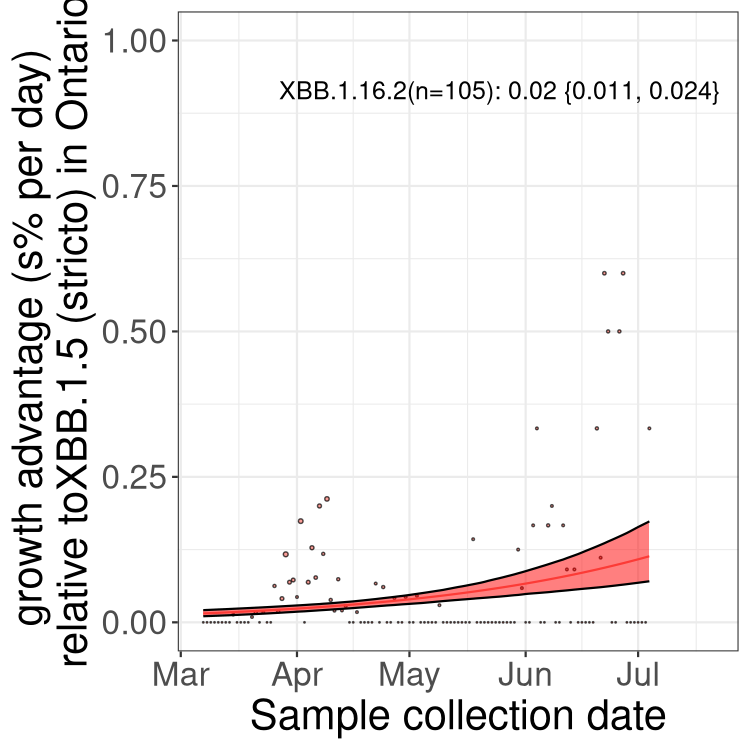 growth advantage (s% per day)
relative toXBB.1.5 (stricto) in Ontario
1.00
0.75
0.50
0.25
0.00
XBB.1.16.2(n=105): 0.02 {0.011, 0.024}
Mar Apr May Jun Jul
Sample collection date